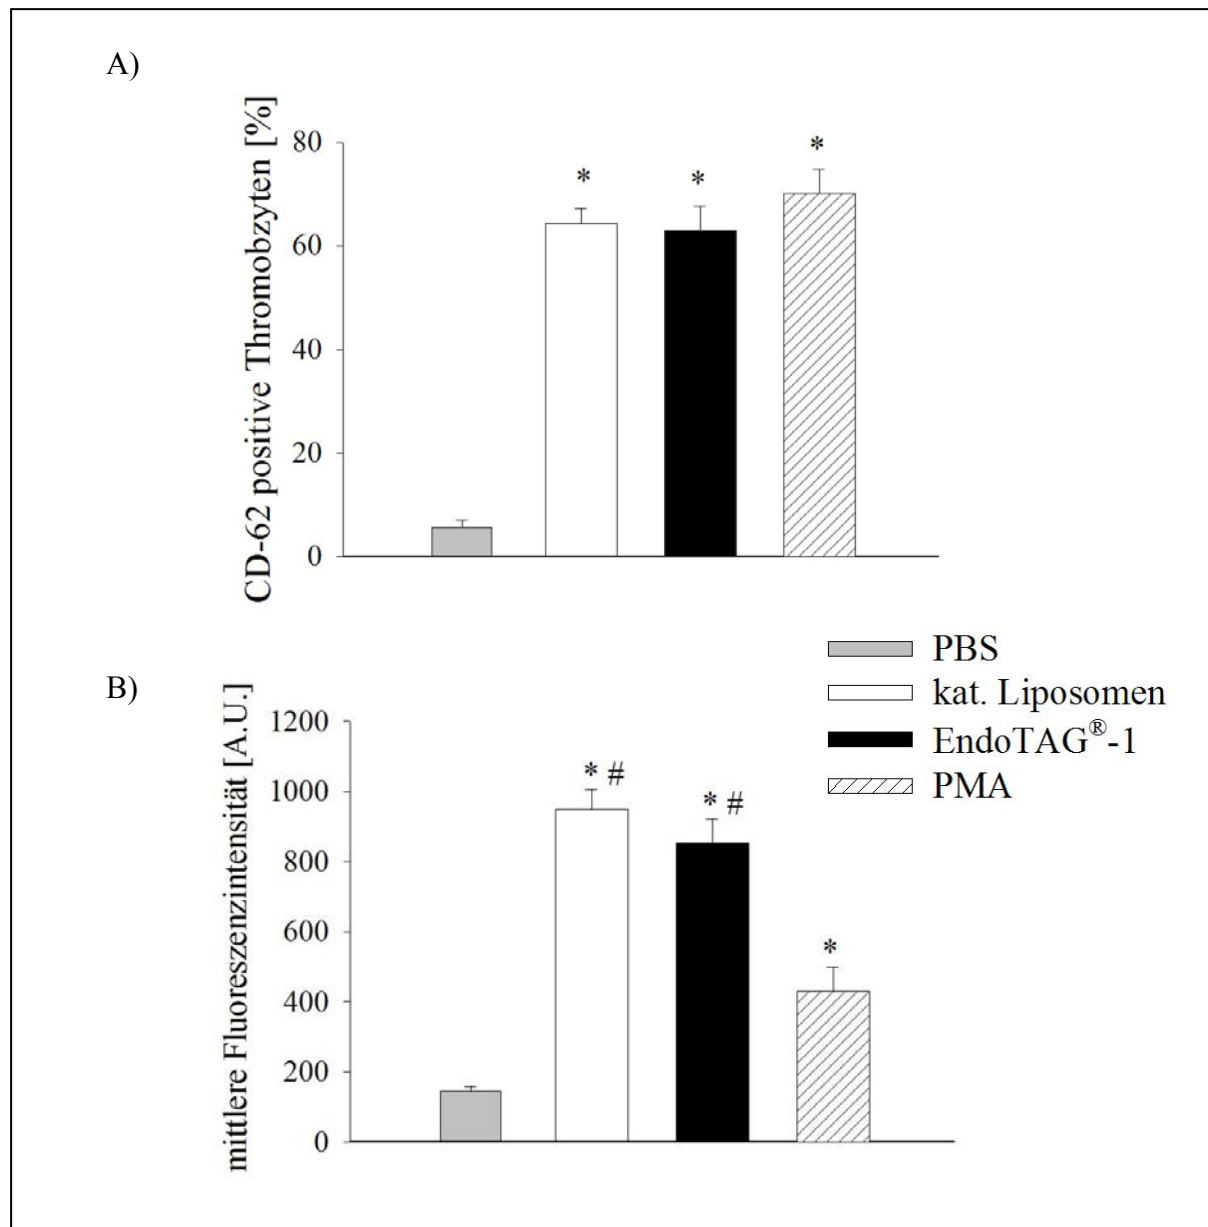 A)
CD-62 positive Thromobzyten [%]
80
60
40
20
0
*
*
*
PBS
kat. Liposomen
EndoTAG®-1
PMA
B)
mittlere Fluoreszenzintensität [A.U.]
1200
1000
800
600
400
200
0
* #
* #
*